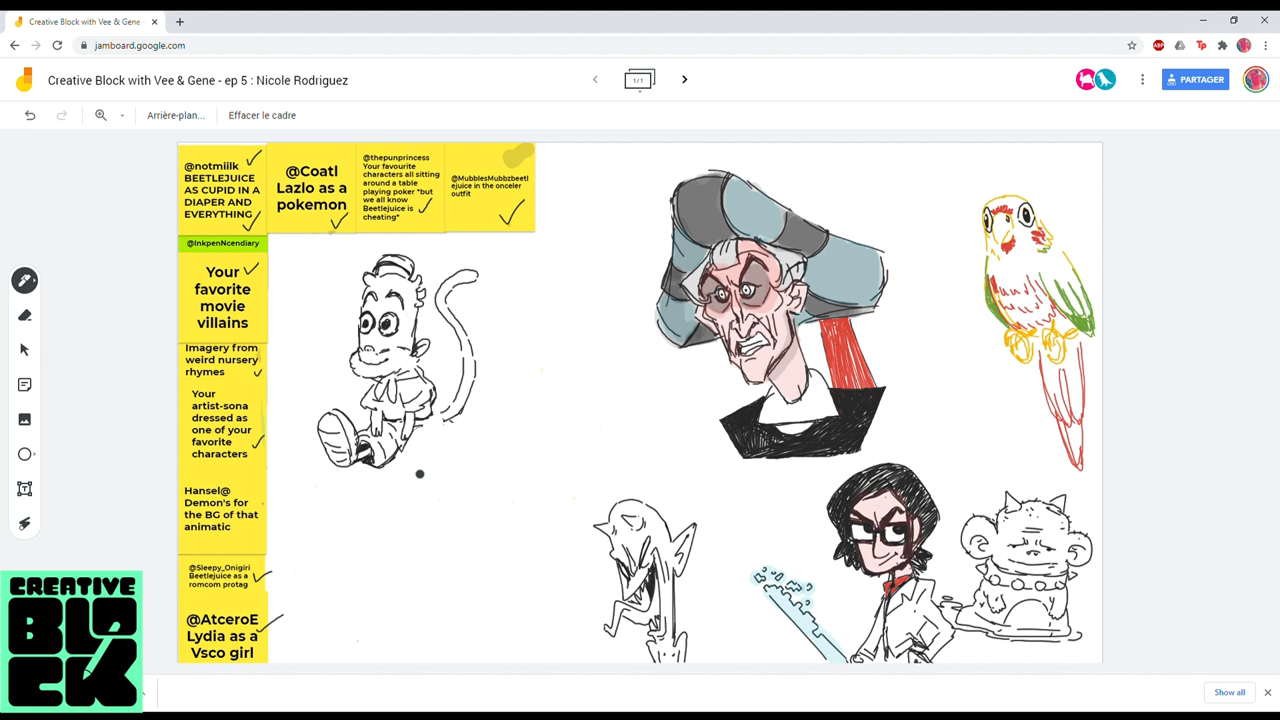 Creative Block with Vee & Gene -
jamboard.google.com
ABP
Tp
Creative Block with Vee & Gene - ep 5 : Nicole Rodriguez
1/1
PARTAGER
Arrière-plan...
Effacer le cadre
@notmiilk
BEETLEJUICE
AS CUPID IN A
DIAPER AND
EVERYTHING
@Coatl
Lazlo as a
pokemon
@thepunprincess
Your favourite
characters all sitting
around a table
playing poker *but
we all know
Beetlejuice is
cheating*
@MubblesMubbzbeetl
ejuice in the onceler
outfit
@InkpenNcendiary
Your
favorite
movie
villains
Imagery from
weird nursery
rhymes
Your
artist-sona
dressed as
one of your
favorite
characters
Hansel@
Demon's for
the BG of that
animatic
@Sleepy_Onigiri
Beetlejuice as a
romcom protag
@AtceroE
Lydia as a
Vsco girl
CREATIVE
BLOCK
Show all